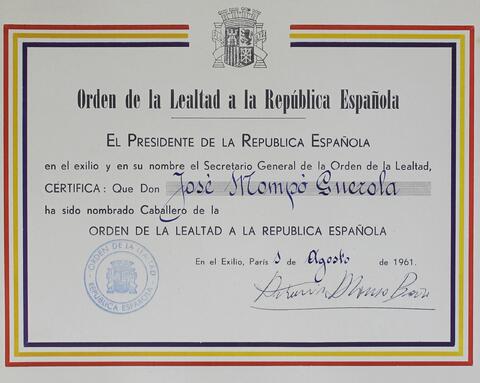 Orden de la Lealtad a la República Española
EL PRESIDENTE DE LA REPUBLICA ESPAÑOLA
en el exilio y en su nombre el Secretario General de la Orden de la Lealtad,
CERTIFICA: Que Don José Mompó Guerola
ha sido nombrado Caballero de la
ORDEN DE LA LEALTAD A LA REPUBLICA ESPAÑOLA
En el Exilio, París de Agosto de 1961.
ORDEN DE LA LEALTAD
REPUBLICA ESPAÑOLA